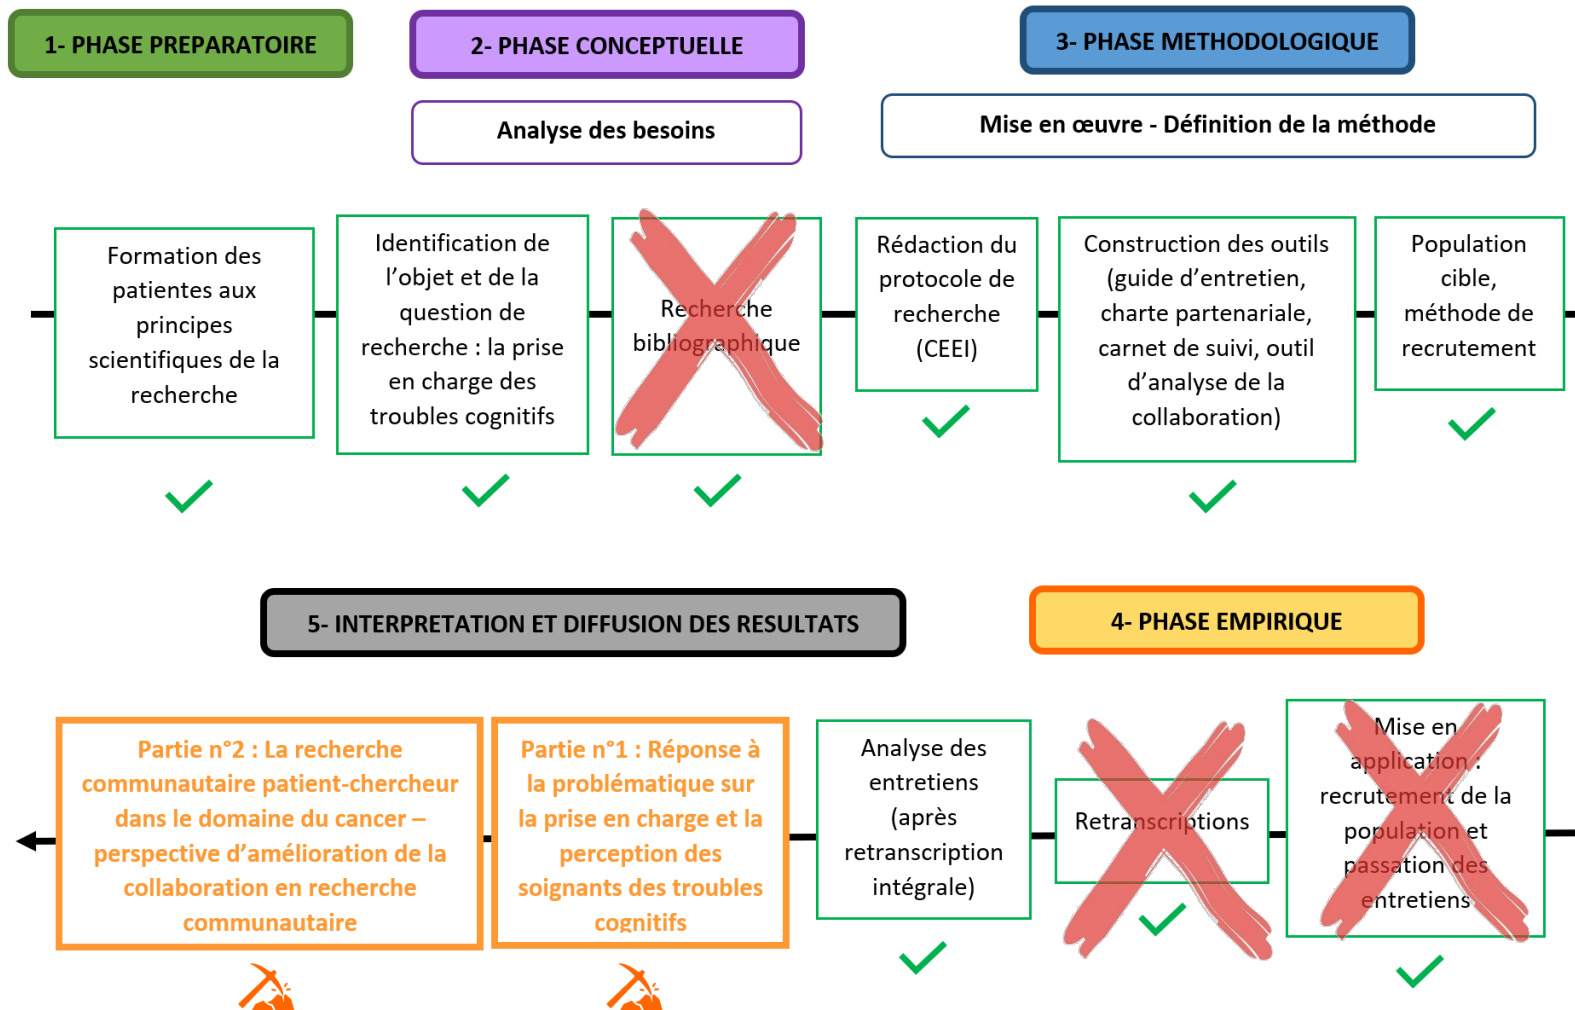 1- PHASE PREPARATOIRE
2- PHASE CONCEPTUELLE
3- PHASE METHODOLOGIQUE
Analyse des besoins
Mise en œuvre - Définition de la méthode
Formation des
patientes aux
principes
scientifiques de la
recherche
Identification de
l’objet et de la
question de
recherche : la prise
en charge des
troubles cognitifs
Recherche
bibliographique
Rédaction du
protocole de
recherche
(CEEI)
Construction des outils
(guide d’entretien,
charte partenariale,
carnet de suivi, outil
d’analyse de la
collaboration)
Population
cible,
méthode de
recrutement
5- INTERPRETATION ET DIFFUSION DES RESULTATS
4- PHASE EMPIRIQUE
Partie n°2 : La recherche
communautaire patient-chercheur
dans le domaine du cancer –
perspective d’amélioration de la
collaboration en recherche
communautaire
Partie n°1 : Réponse à
la problématique sur
la prise en charge et la
perception des
soignants des troubles
cognitifs
Analyse des
entretiens
(après
retranscription
intégrale)
Retranscriptions
Mise en
application :
recrutement de la
population et
passation des
entretiens